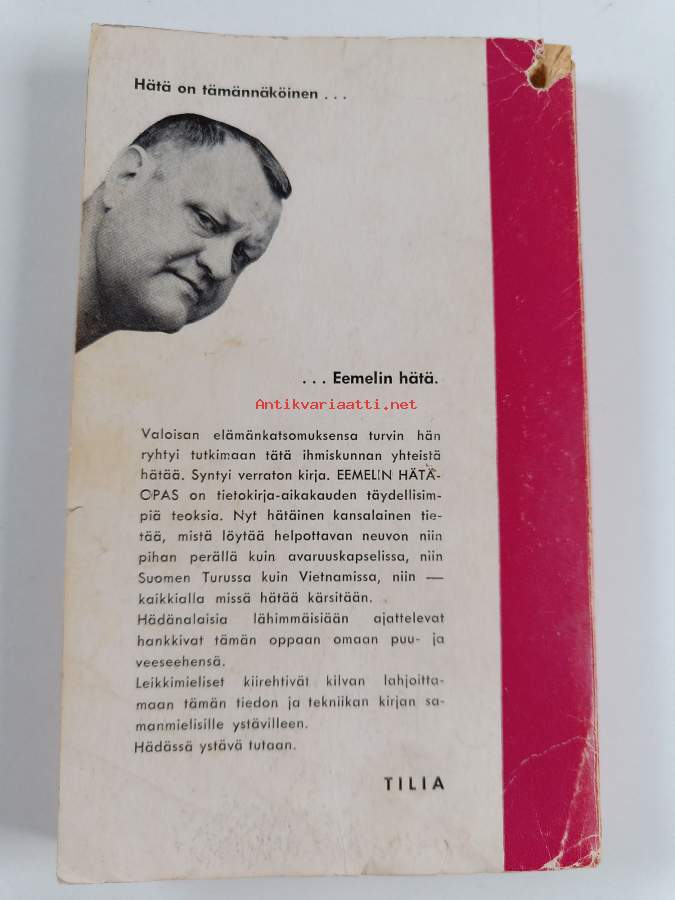 Hätä on tämännäköinen . . .
. . . Eemelin hätä.
Antikvariaatti.net
Valoisan elämänkatsomuksensa turvin hän
ryhtyi tutkimaan tätä ihmiskunnan yhteistä
hätää. Syntyi verraton kirja. EEMELIN HÄTÄ-
OPAS on tietokirja-aikakauden täydellisim-
piä teoksia. Nyt hätäinen kansalainen tie-
tää, mistä löytää helpottavan neuvon niin
pihan perällä kuin avaruuskapselissa, niin
Suomen Turussa kuin Vietnamissa, niin —
kaikkialla missä hätää kärsitään.
Hädänalaisia lähimmäisiään ajattelevat
hankkivat tämän oppaan omaan puu- ja
veeseehensä.
Leikkimieliset kiirehtivät kilvan lahjoitta-
maan tämän tiedon ja tekniikan kirjan sa-
manmielisille ystävilleen.
Hädässä ystävä tutaan.
TILIA